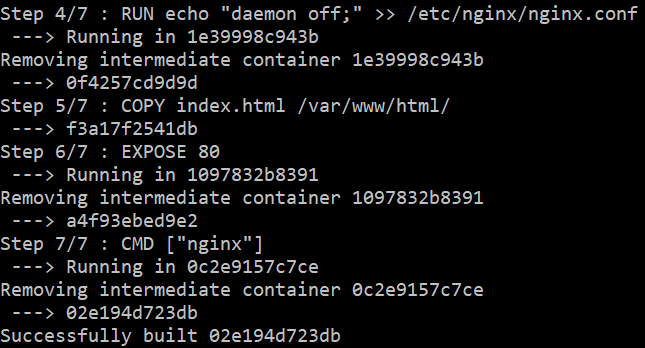 Step 4/7 : RUN echo "daemon off;" >> /etc/nginx/nginx.conf
 ---> Running in 1e39998c943b
Removing intermediate container 1e39998c943b
 ---> 0f4257cd9d9d
Step 5/7 : COPY index.html /var/www/html/
 ---> f3a17f2541db
Step 6/7 : EXPOSE 80
 ---> Running in 1097832b8391
Removing intermediate container 1097832b8391
 ---> a4f93ebed9e2
Step 7/7 : CMD ["nginx"]
 ---> Running in 0c2e9157c7ce
Removing intermediate container 0c2e9157c7ce
 ---> 02e194d723db
Successfully built 02e194d723db